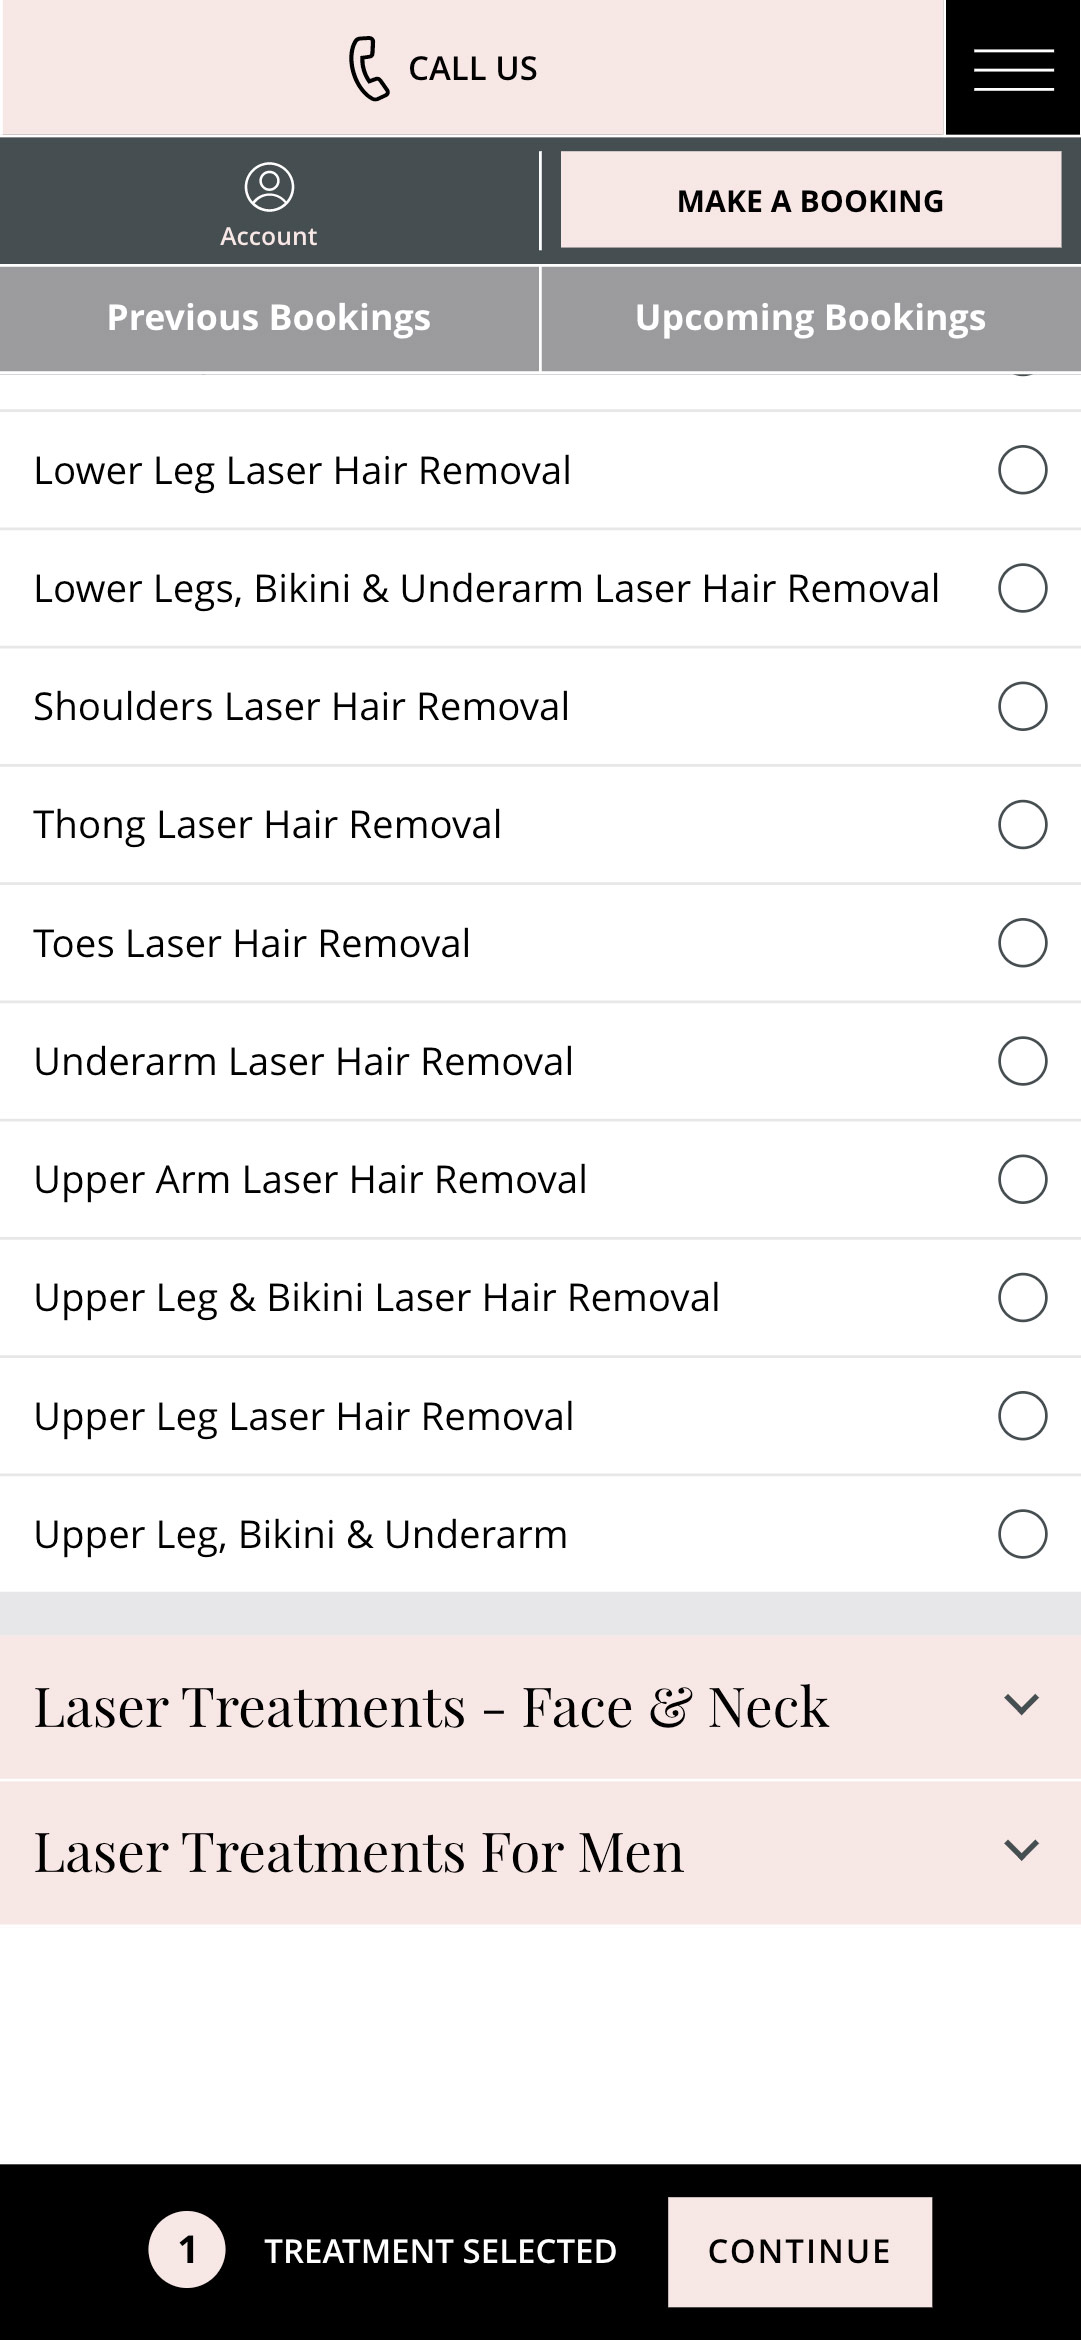 CALL US
Account
MAKE A BOOKING
Previous Bookings
Upcoming Bookings
Lower Leg Laser Hair Removal
Lower Legs, Bikini & Underarm Laser Hair Removal
Shoulders Laser Hair Removal
Thong Laser Hair Removal
Toes Laser Hair Removal
Underarm Laser Hair Removal
Upper Arm Laser Hair Removal
Upper Leg & Bikini Laser Hair Removal
Upper Leg Laser Hair Removal
Upper Leg, Bikini & Underarm
Laser Treatments - Face & Neck
Laser Treatments For Men
1 TREATMENT SELECTED
CONTINUE